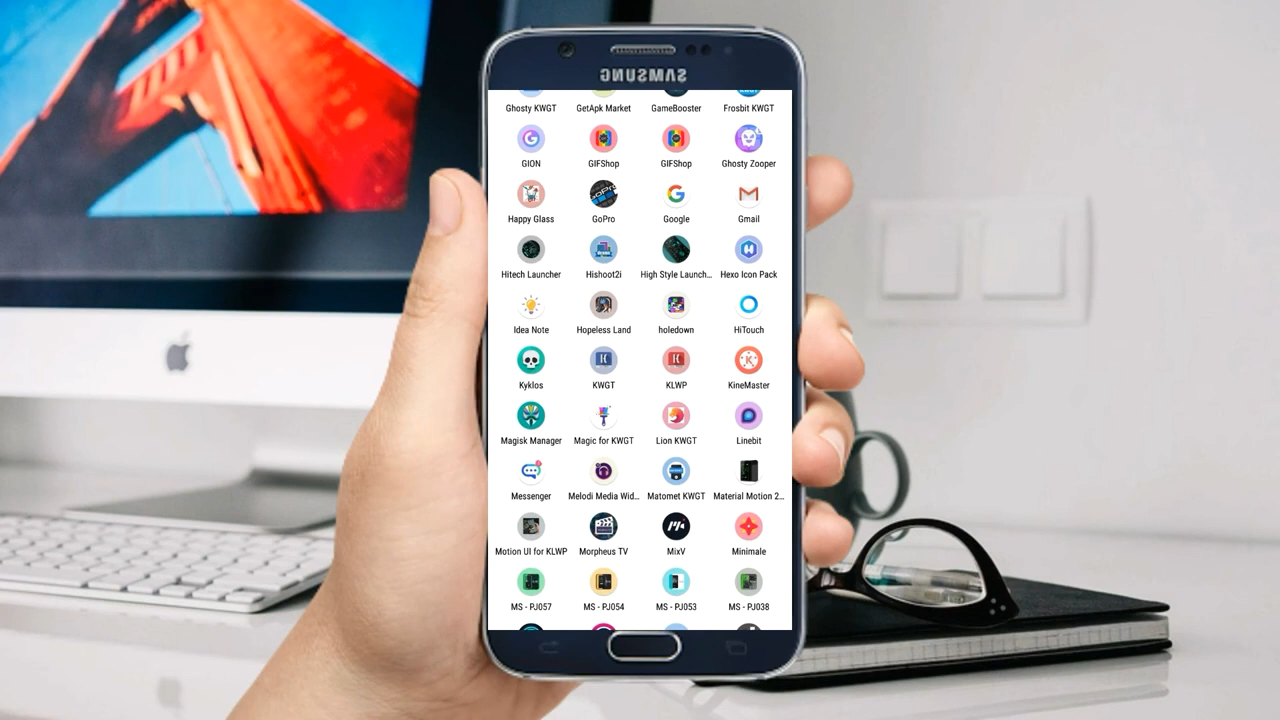 SAMSUNG
Ghosty KWGT GetApk Market GameBooster Frosbit KWGT
GION GIFShop GIFShop Ghosty Zooper
Happy Glass GoPro Google Gmail
Hitech Launcher Hishoot2i High Style Launch... Hexo Icon Pack
Idea Note Hopeless Land holedown HiTouch
Kyklos KWGT KLWP KineMaster
Magisk Manager Magic for KWGT Lion KWGT Linebit
Messenger Melodi Media Wid... Matomet KWGT Material Motion 2...
Motion UI for KLWP Morpheus TV MixV Minimale
MS - PJ057 MS - PJ054 MS - PJ053 MS - PJ038